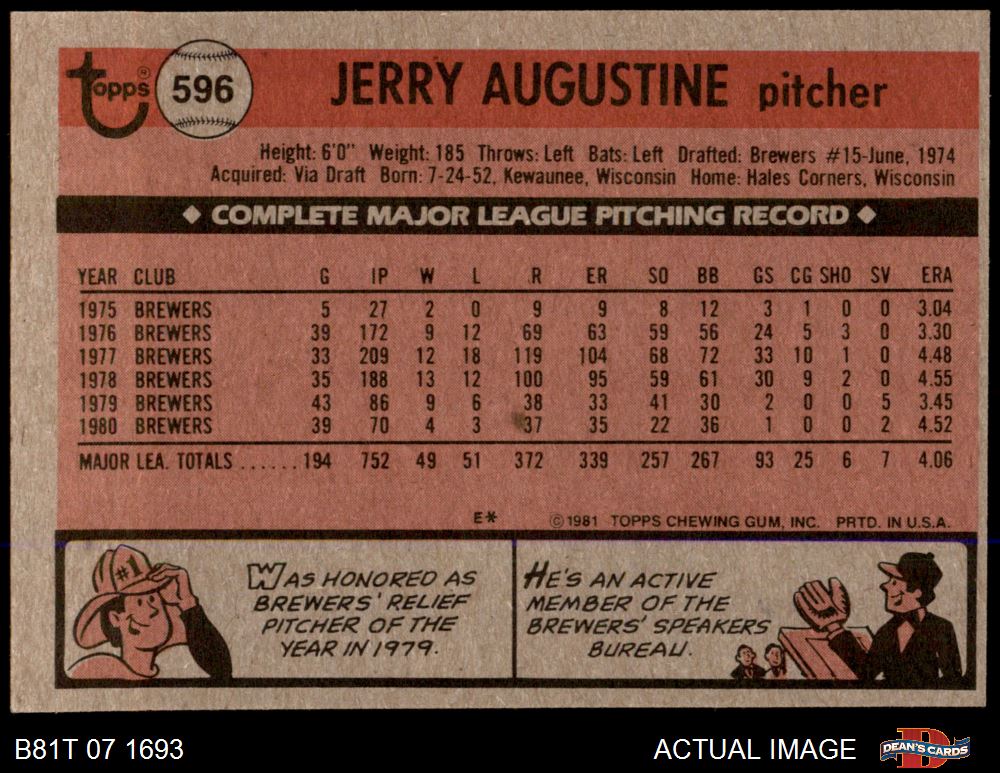 topps® 596 JERRY AUGUSTINE pitcher
Height: 6'0" Weight: 185 Throws: Left Bats: Left Drafted: Brewers #15-June, 1974
Acquired: Via Draft Born: 7-24-52, Kewaunee, Wisconsin Home: Hales Corners, Wisconsin
◆ COMPLETE MAJOR LEAGUE PITCHING RECORD ◆
YEAR CLUB G IP W L R ER SO BB GS CG SHO SV ERA
1975 BREWERS 5 27 2 0 9 9 8 12 3 1 0 0 3.04
1976 BREWERS 39 172 9 12 69 63 59 56 24 5 3 0 3.30
1977 BREWERS 33 209 12 18 119 104 68 72 33 10 1 0 4.48
1978 BREWERS 35 188 13 12 100 95 59 61 30 9 2 0 4.55
1979 BREWERS 43 86 9 6 38 33 41 30 2 0 0 5 3.45
1980 BREWERS 39 70 4 3 37 35 22 36 1 0 0 2 4.52
MAJOR LEA. TOTALS ...... 194 752 49 51 372 339 257 267 93 25 6 7 4.06
E* © 1981 TOPPS CHEWING GUM, INC. PRTD. IN U.S.A.
#1
WAS HONORED AS
BREWERS' RELIEF
PITCHER OF THE
YEAR IN 1979.
HE'S AN ACTIVE
MEMBER OF THE
BREWERS' SPEAKERS
BUREAU.
B81T 07 1693 ACTUAL IMAGE D DEAN'S CARDS